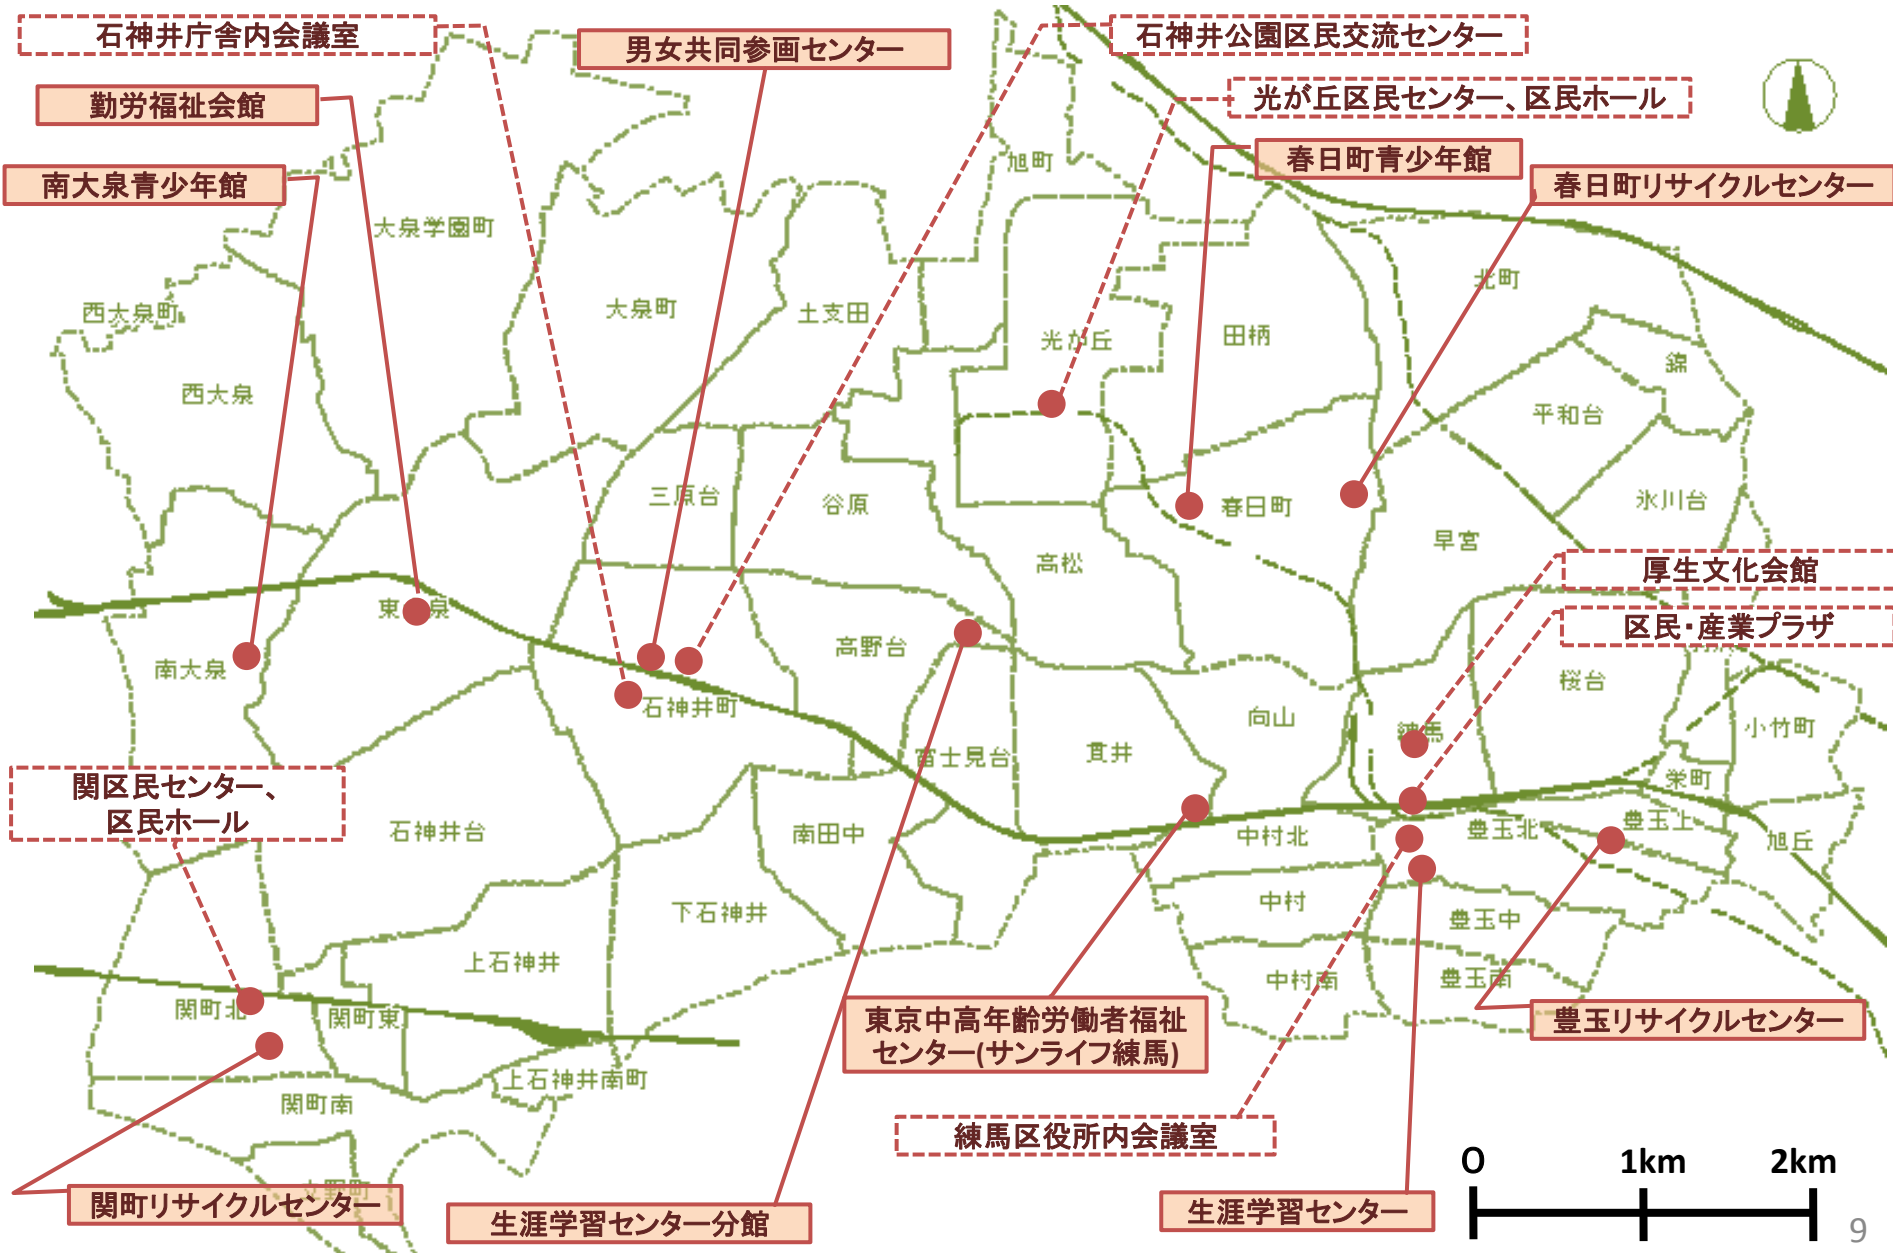 石神井庁舎内会議室
男女共同参画センター
石神井公園区民交流センター
光が丘区民センター、区民ホール
勤労福祉会館
春日町青少年館
南大泉青少年館
春日町リサイクルセンター
旭町
大泉学園町
北町
西大泉町
大泉町
土支田
光が丘
田柄
錦
西大泉
平和台
三原台
谷原
春日町
氷川台
早宮
高松
厚生文化会館
区民・産業プラザ
東 泉
高野台
南大泉
桜台
石神井町
向山
練馬
小竹町
富士見台
貫井
栄町
関区民センター、
区民ホール
石神井台
南田中
中村北
豊玉北
豊玉上
旭丘
下石神井
中村
豊玉中
上石神井
中村南
豊玉南
関町北
関町東
東京中高年齢労働者福祉
センター(サンライフ練馬)
豊玉リサイクルセンター
上石神井南町
関町南
練馬区役所内会議室
立野町
関町リサイクルセンター
生涯学習センター分館
生涯学習センター
0 1km 2km
9